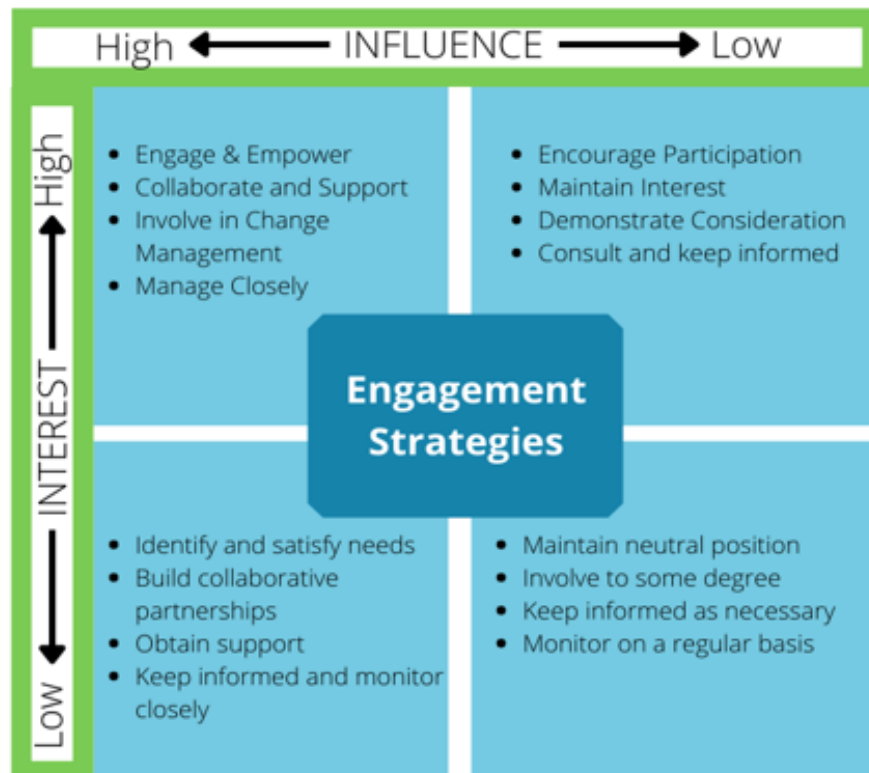 High INFLUENCE Low
High
INTEREST
Low
• Engage & Empower
• Collaborate and Support
• Involve in Change
Management
• Manage Closely
• Encourage Participation
• Maintain Interest
• Demonstrate Consideration
• Consult and keep informed
Engagement
Strategies
• Identify and satisfy needs
• Build collaborative
partnerships
• Obtain support
• Keep informed and monitor
closely
• Maintain neutral position
• Involve to some degree
• Keep informed as necessary
• Monitor on a regular basis